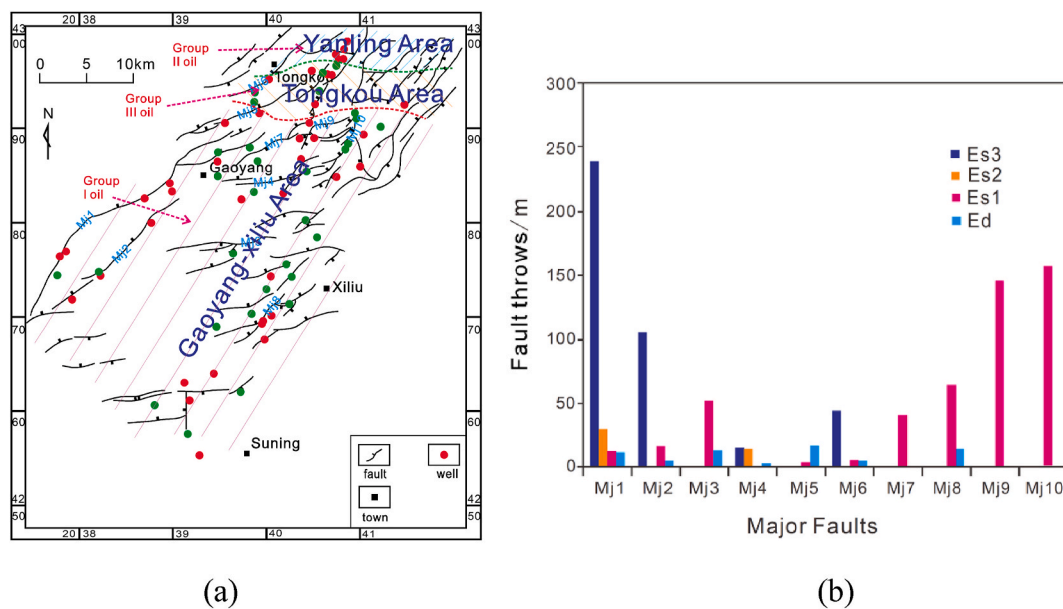 20 38
39
40
41
43
00
Group
II oil
Yanling Area
0 5 10km
Tongkou
Mj6
Tongkou Area
Group
III oil
Mj5
Mj9
Mj10
N
90
90
Mj7
Gaoyang
Mj4
Group
I oil
Gaoyang-xiliu Area
Mj1
Mj2
80
80
Xiliu
Mj8
70
70
60
60
Suning
fault
well
town
42
50
42
50
20 38
39
40
41
(a)
Fault throws/m
300
250
200
150
100
50
0
Es3
Es2
Es1
Ed
Mj1 Mj2 Mj3 Mj4 Mj5 Mj6 Mj7 Mj8 Mj9 Mj10
Major Faults
(b)